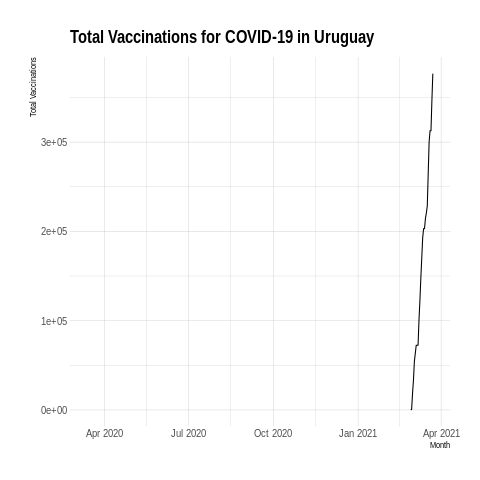 Total Vaccinations for COVID-19 in Uruguay
Total Vaccinations
3e+05
2e+05
1e+05
0e+00
Apr 2020 Jul 2020 Oct 2020 Jan 2021 Apr 2021
Month